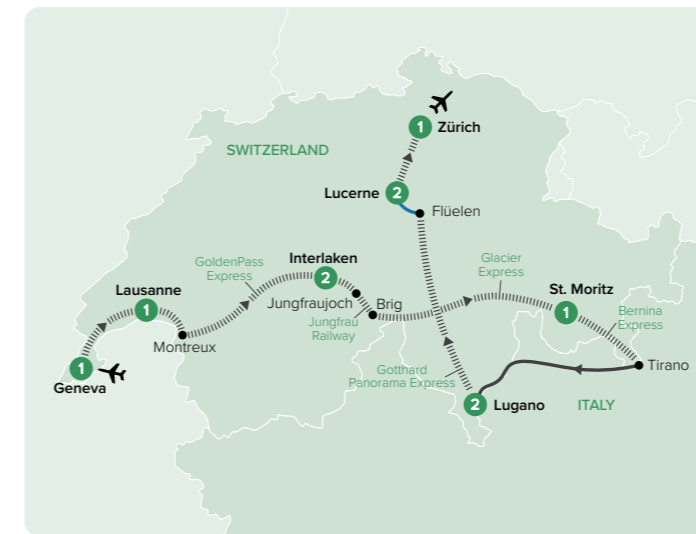 1
Zürich
SWITZERLAND
Lucerne
2
Flüelen
GoldenPass
Express
Interlaken
2
Glacier
Express
Lausanne
1
Jungfraujoch
Brig
St. Moritz
1
Jungfrau
Railway
Bernina
Express
Montreux
1
Geneva
Gotthard
Panorama Express
Tirano
2
Lugano
ITALY